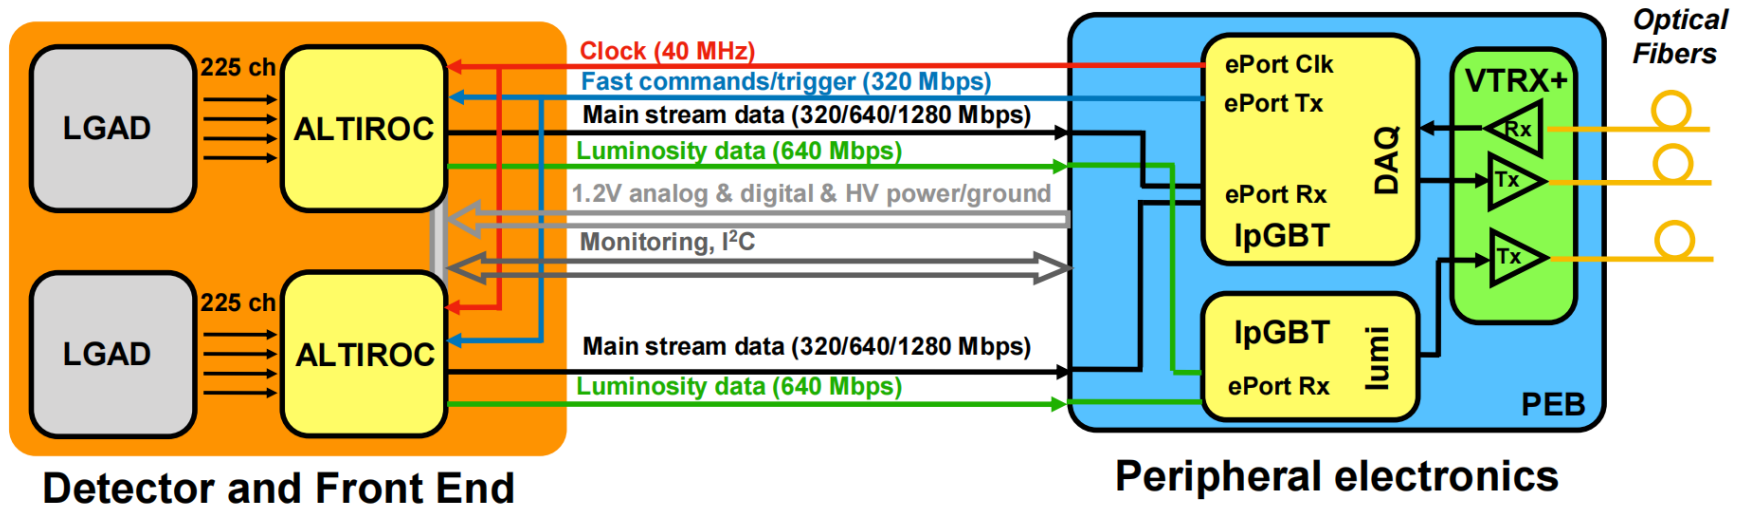 LGAD
225 ch
ALTIROC
LGAD
225 ch
ALTIROC
Detector and Front End
Clock (40 MHz)
Fast commands/trigger (320 Mbps)
Main stream data (320/640/1280 Mbps)
Luminosity data (640 Mbps)
1.2V analog & digital & HV power/ground
Monitoring, I²C
Main stream data (320/640/1280 Mbps)
Luminosity data (640 Mbps)
ePort Clk
ePort Tx
ePort Rx
lpGBT
DAQ
lpGBT
ePort Rx
lumi
VTRX+
Rx
Tx
Tx
PEB
Peripheral electronics
Optical
Fibers